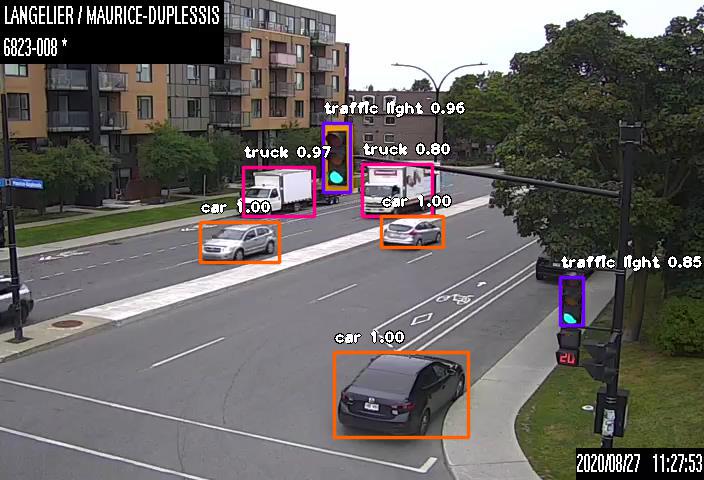 LANGELIER / MAURICE-DUPLESSIS
6823-008 *
traffic light 0.96
truck 0.97
truck 0.80
car 1.00
car 1.00
traffic light 0.85
20
car 1.00
2020/08/27 11:27:53